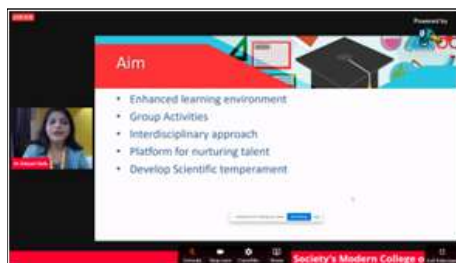 Powered by
Aim
• Enhanced learning environment
• Group Activities
• Interdisciplinary approach
• Platform for nurturing talent
• Develop Scientific temperament
Society's Modern College o